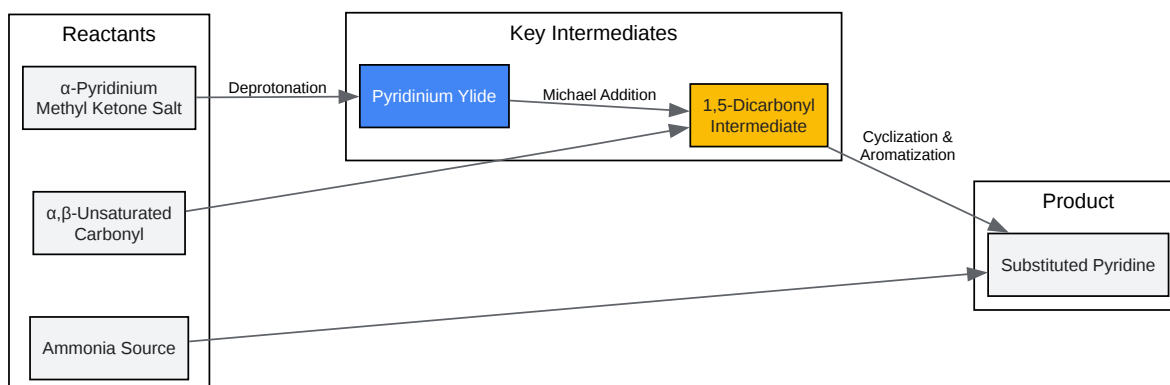 Reactants
α-Pyridinium
Methyl Ketone Salt
α,β-Unsaturated
Carbonyl
Ammonia Source
Deprotonation
Key Intermediates
Pyridinium Ylide
Michael Addition
1,5-Dicarbonyl
Intermediate
Cyclization &
Aromatization
Product
Substituted Pyridine